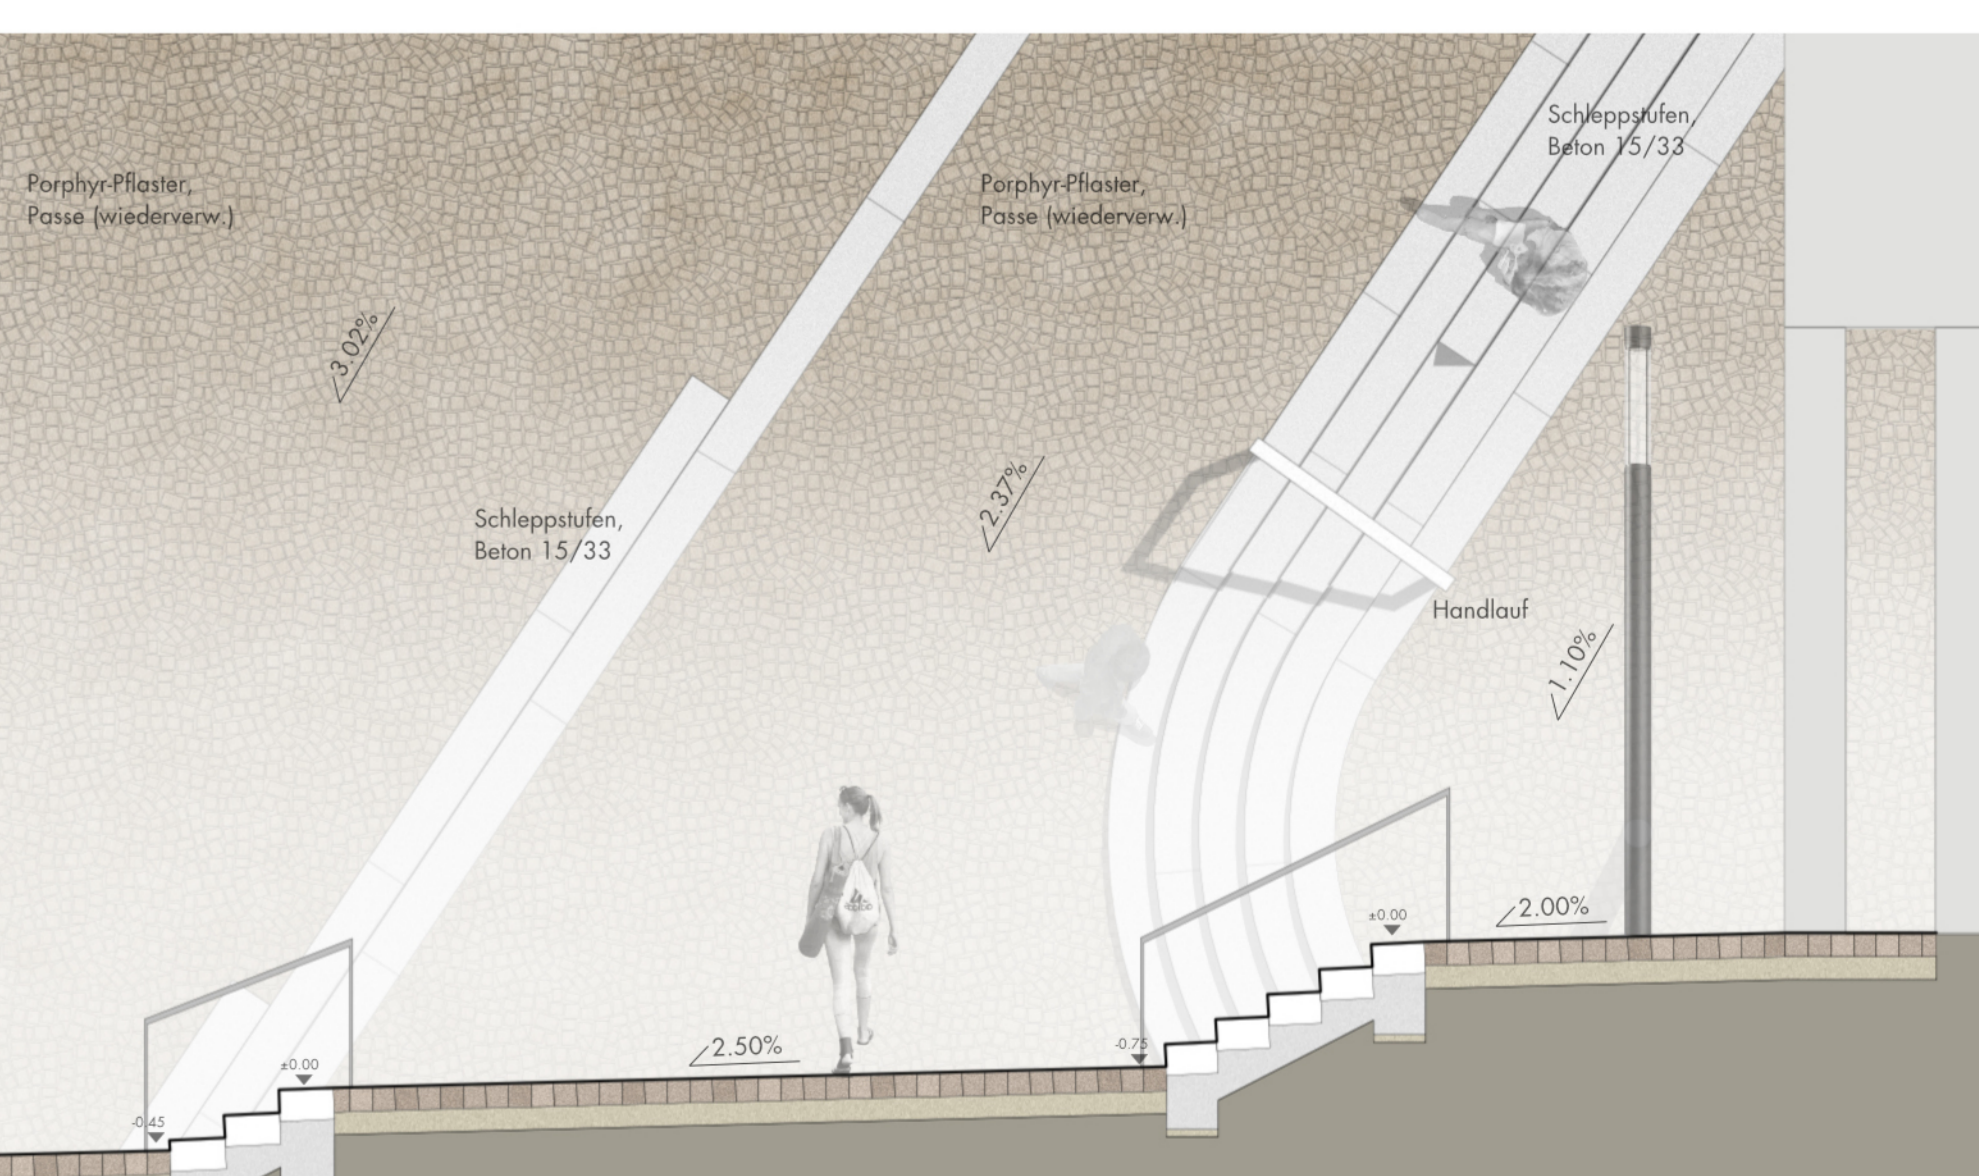 Schleppstufen,
Beton 15/33
Porphyr-Pflaster,
Passe (wiederverw.)
Porphyr-Pflaster,
Passe (wiederverw.)
3.02%
2.37%
Schleppstufen,
Beton 15/33
Handlauf
1.10%
adidas
2.00%
±0.00
2.50%
-0.75
±0.00
-0.45